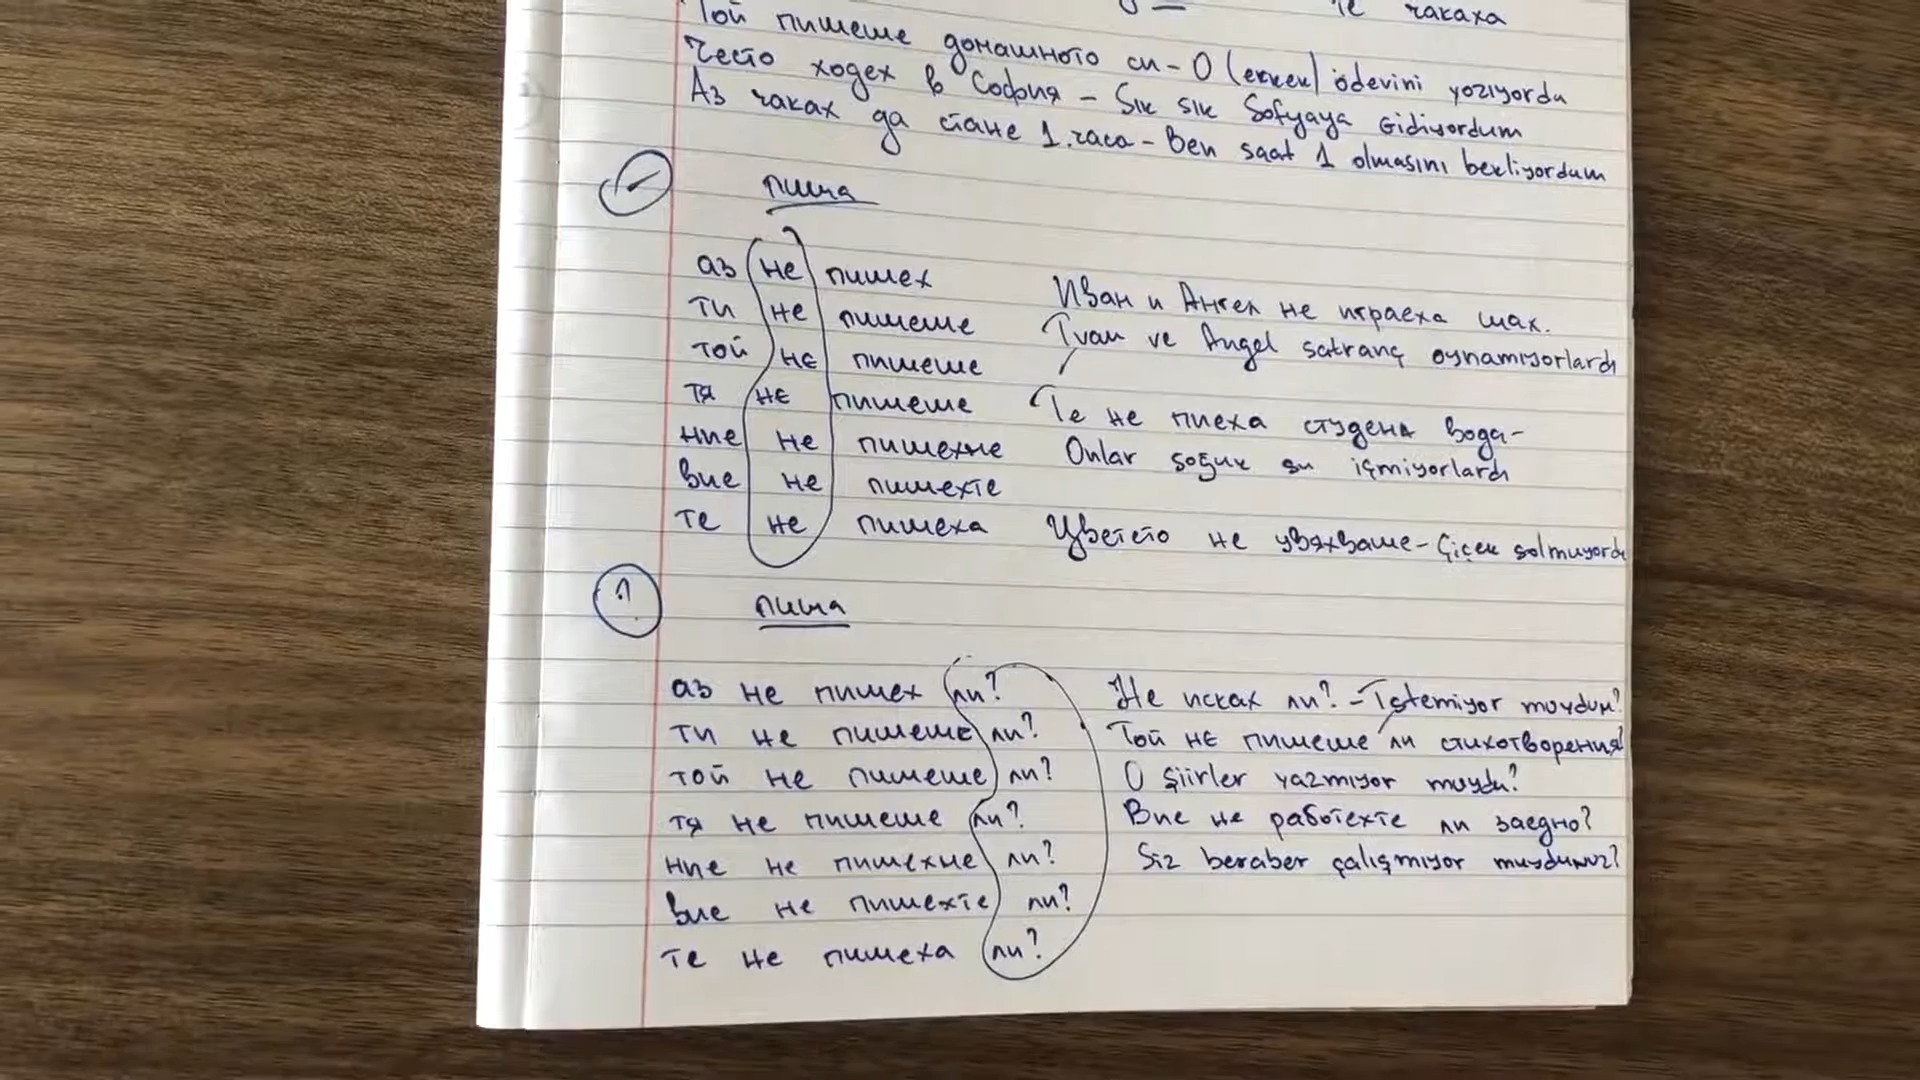 те чакаха
Той пишеше домашното си - О (erkek) ödevini yazıyordu
Често ходех в София - Sık sık Sofyaya Gidiyordum
Аз чаках да стане 1.часа - Ben saat 1 olmasını bekliyordum
пиша
аз не пишех
ти не пишеше
той не пишеше
тя не пишеше
ние не пишехме
вие не пишехте
те не пишеха
Иван и Ангел не играеха шах.
İvan ve Angel satranç oynamıyorlardı
Те не пиеха студена вода -
Onlar soğuk su içmiyorlardı
Цветето не увяхваше - Çiçek solmuyordu
?
пиша
аз не пишех ли?
ти не пишеше ли?
той не пишеше ли?
тя не пишеше ли?
ние не пишехме ли?
вие не пишехте ли?
те не пишеха ли?
Не исках ли? - İstemiyor muydum?
Той не пишеше ли стихотворения?
O şiirler yazmıyor muydu?
Вие не работехте ли заедно?
Siz beraber çalışmıyor muydunuz?